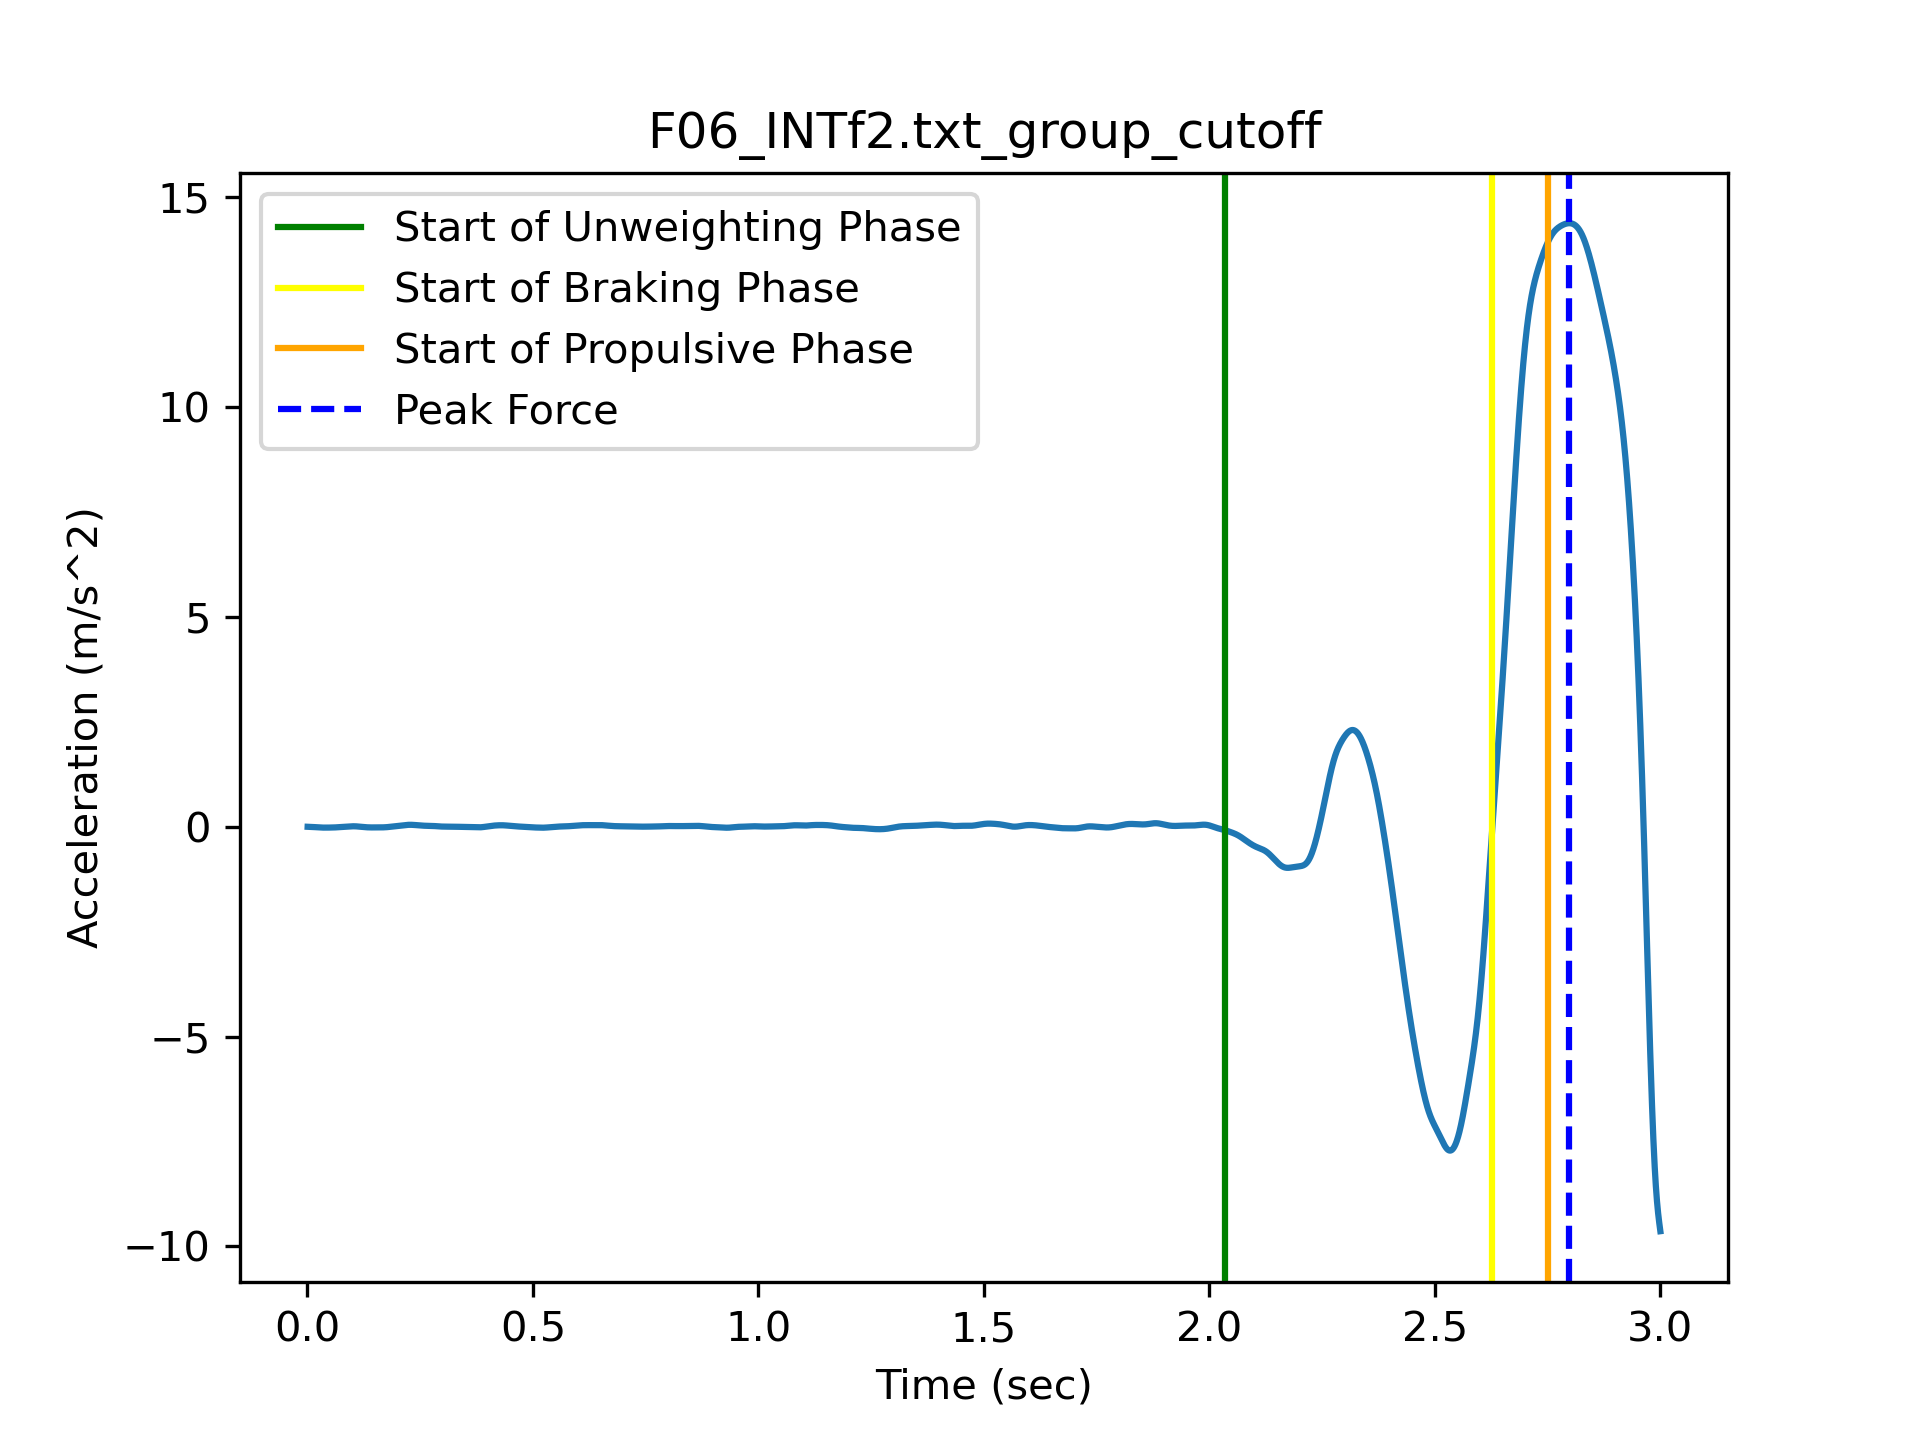 F06_INTf2.txt_group_cutoff
15
10
5
0
−5
−10
Acceleration (m/s^2)
Start of Unweighting Phase
Start of Braking Phase
Start of Propulsive Phase
Peak Force
0.0 0.5 1.0 1.5 2.0 2.5 3.0
Time (sec)